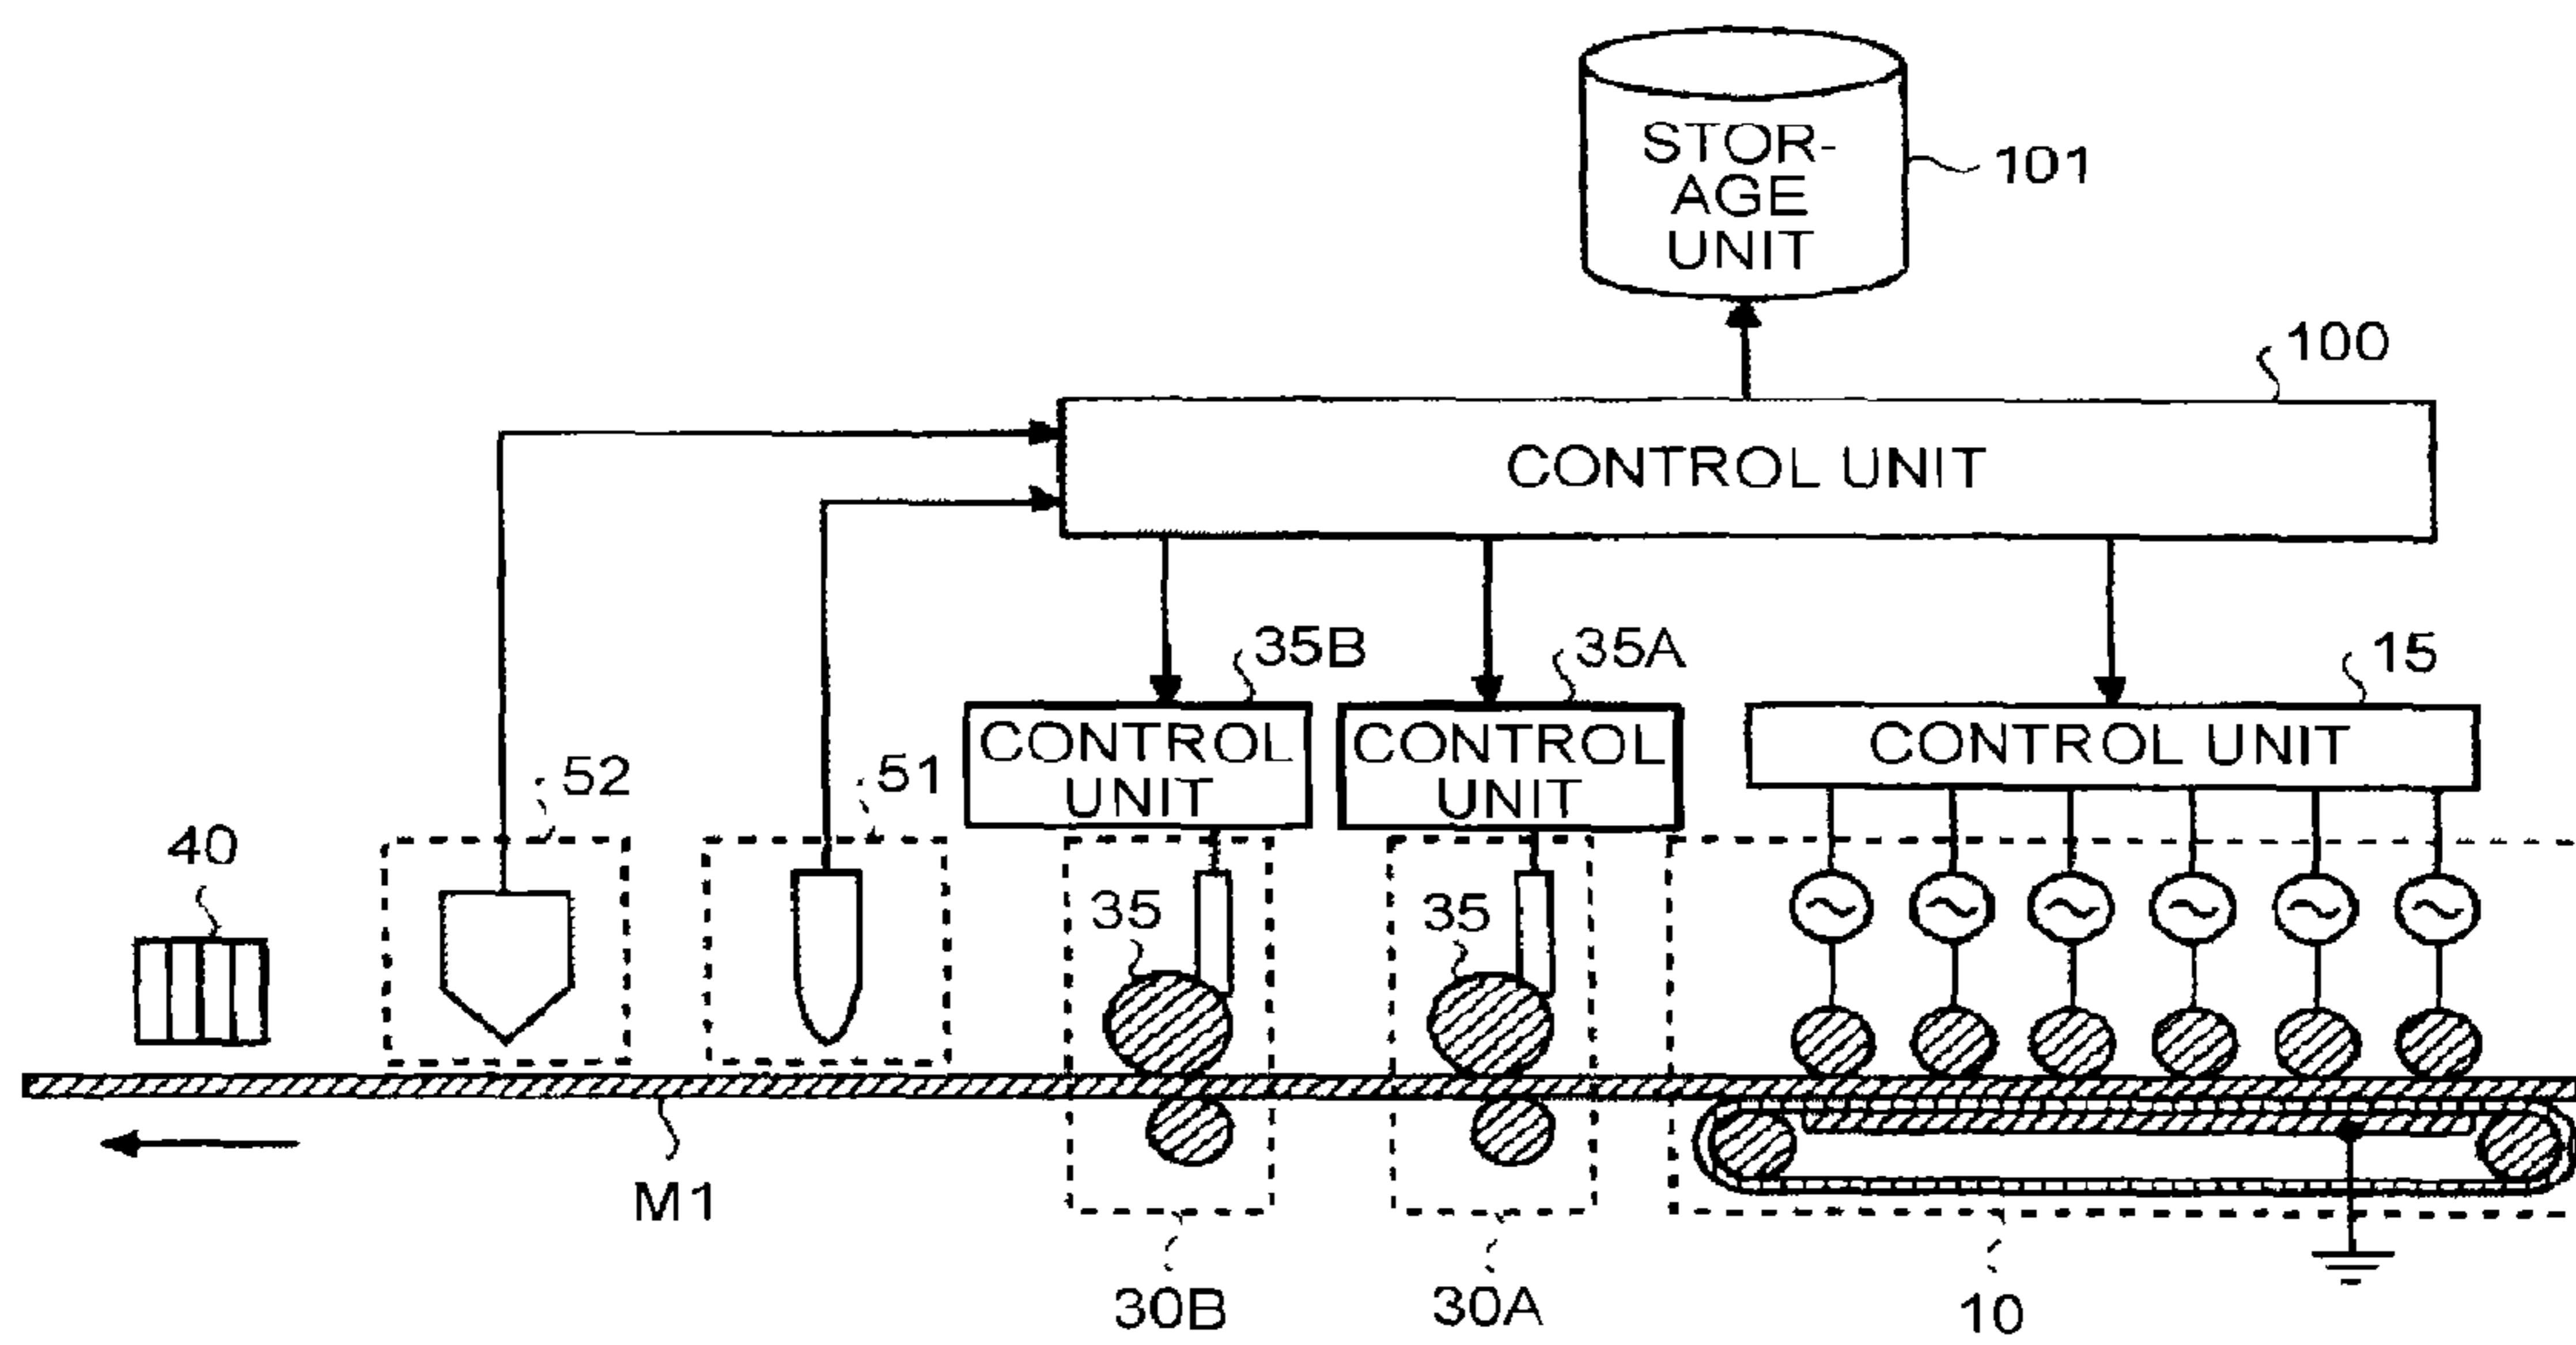 STOR-
AGE
UNIT
101
100
CONTROL UNIT
35B
35A
15
CONTROL
UNIT
CONTROL
UNIT
CONTROL UNIT
52
51
40
35
35
M1
30B
30A
10